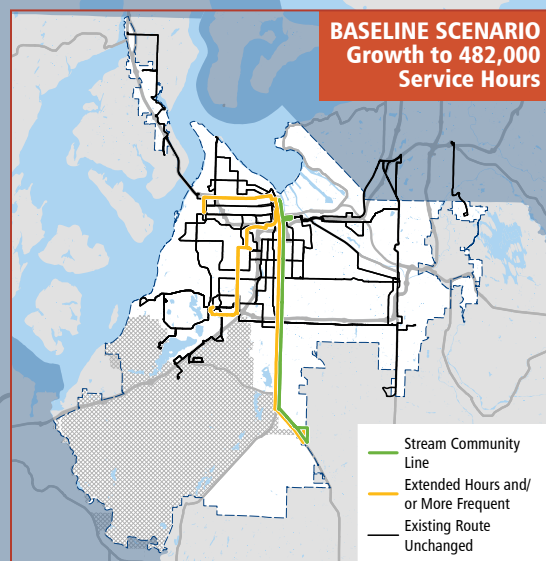 BASELINE SCENARIO
Growth to 482,000
Service Hours
Stream Community
Line
Extended Hours and/
or More Frequent
Existing Route
Unchanged